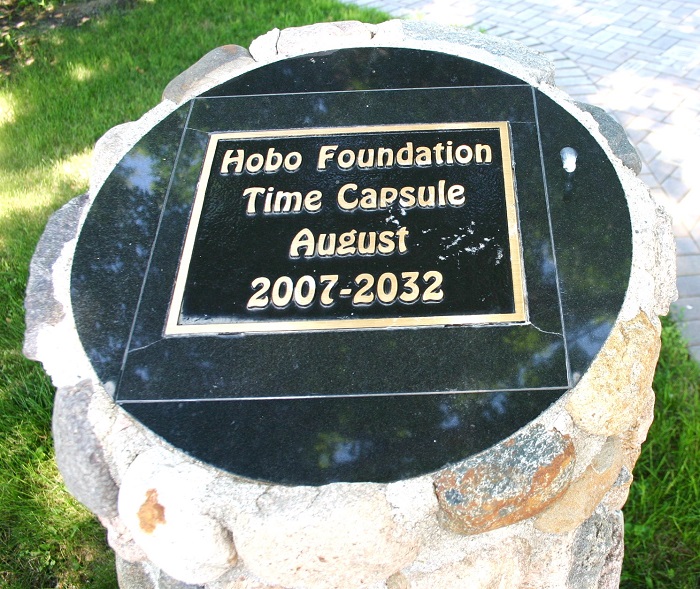 Hobo Foundation
Time Capsule
August
2007-2032